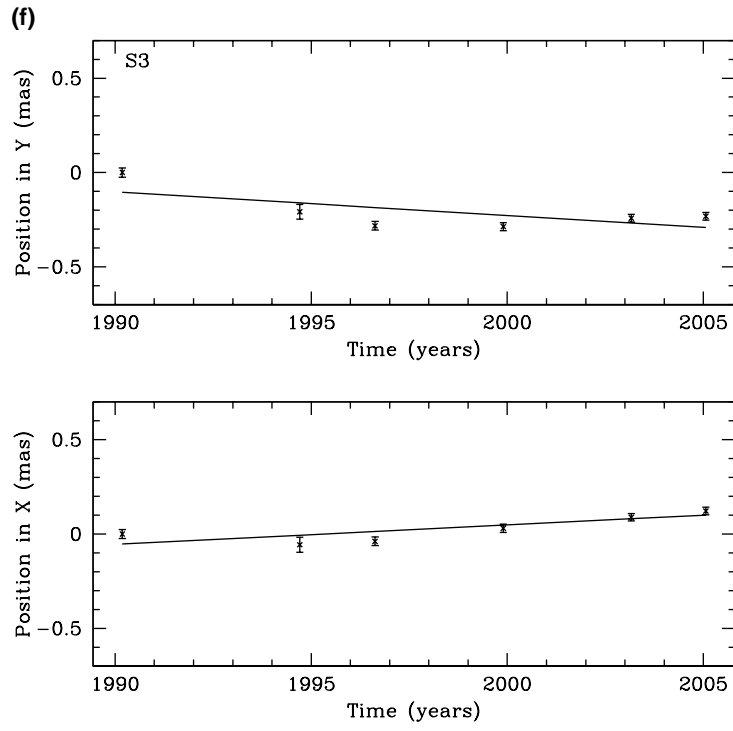 (f)
S3
Position in Y (mas)
0.5
0
−0.5
1990 1995 2000 2005
Time (years)
Position in X (mas)
0.5
0
−0.5
1990 1995 2000 2005
Time (years)